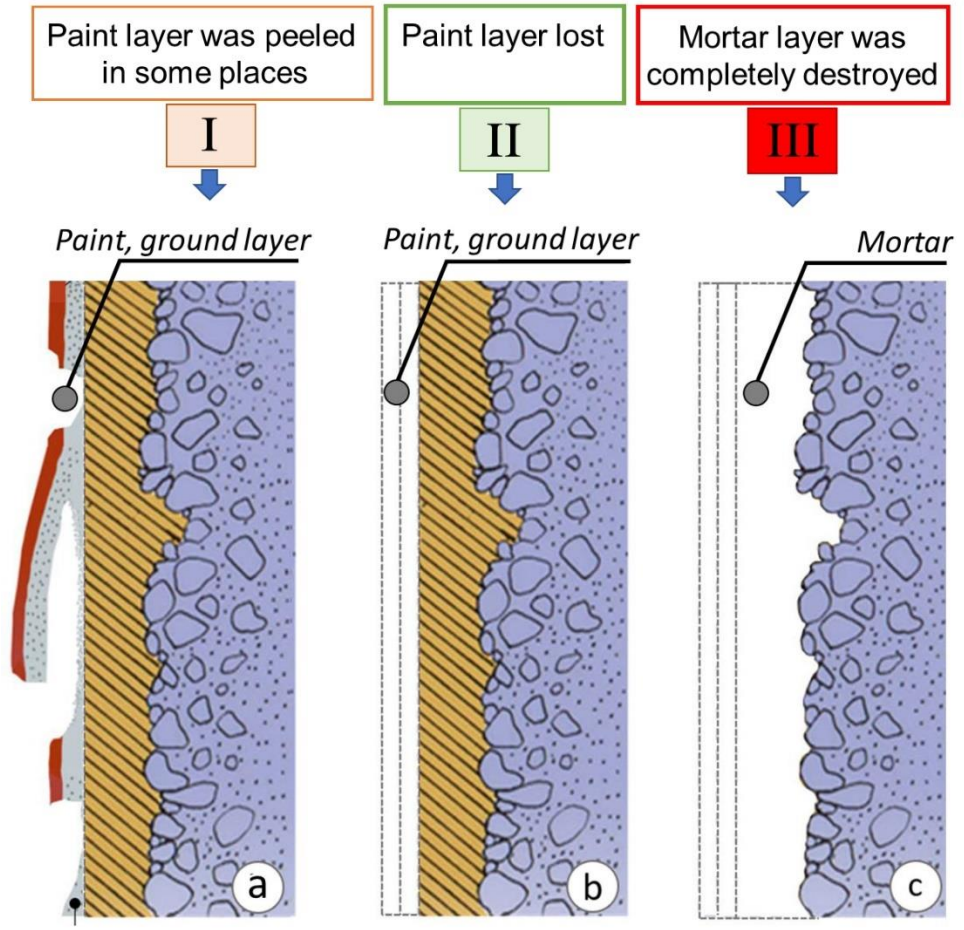 Paint layer was peeled
in some places
Paint layer lost
Mortar layer was
completely destroyed
I
II
III
Paint, ground layer
Paint, ground layer
Mortar
a
b
c